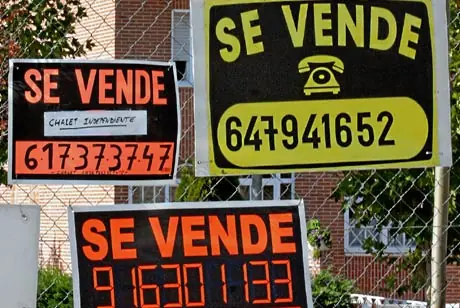 SE VENDE
CHALET INDEPENDIENTE
617373747
SE VENDE
647941652
SE VENDE
916301133